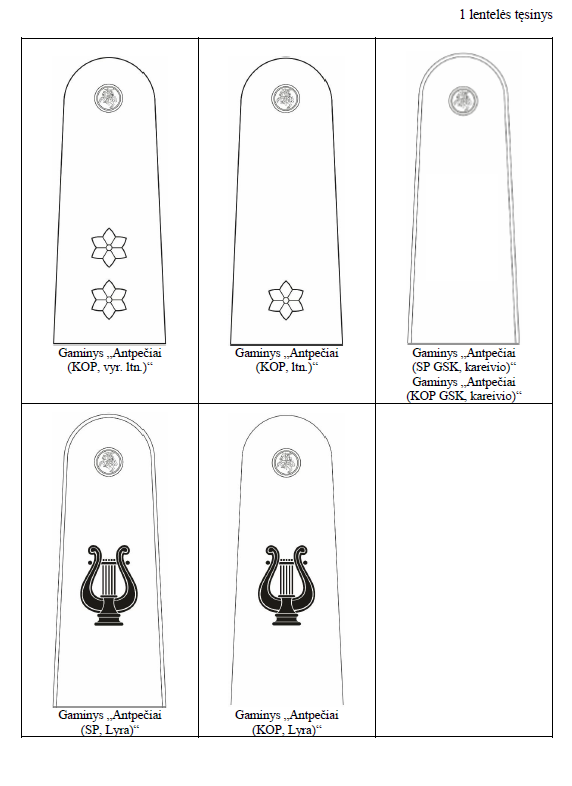 1 lentelės tęsinys
Gaminys „Antpečiai
(KOP, vyr. ltn.)“
Gaminys „Antpečiai
(KOP, ltn.)“
Gaminys „Antpečiai
(SP GSK, kareivio)“
Gaminys „Antpečiai
(KOP GSK, kareivio)“
Gaminys „Antpečiai
(SP, Lyra)“
Gaminys „Antpečiai
(KOP, Lyra)“